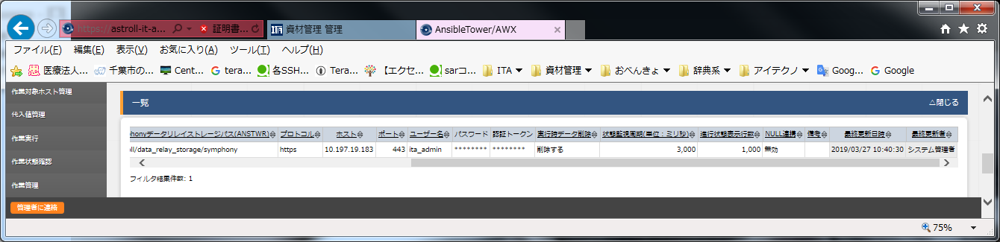 https://astroll-it-a... 証明書... 資材管理 管理 AnsibleTower/AWX
ファイル(F) 編集(E) 表示(V) お気に入り(A) ツール(T) ヘルプ(H)
医療法人... 千葉市の... Cent... tera... 各SSH... Tera... 【エクセ... sarコ... ITA 資材管理 おべんきょ 辞典系 アイテクノ Goog... Google
作業対象ホスト管理
代入値管理
作業実行
作業状態確認
作業管理
一覧 △閉じる
phonyデータリレイストレージパス(ANSTWR) プロトコル ホスト ポート ユーザー名 パスワード 認証トークン 実行時データ削除 状態監視周期(単位：ミリ秒) 進行状態表示行数 NULL連携 備考 最終更新日時 最終更新者
oll/data_relay_storage/symphony https 10.197.19.183 443 ita_admin ******** ******** 削除する 3,000 1,000 無効 2019/03/27 10:40:30 システム管理者
フィルタ結果件数: 1
管理者に連絡
75%